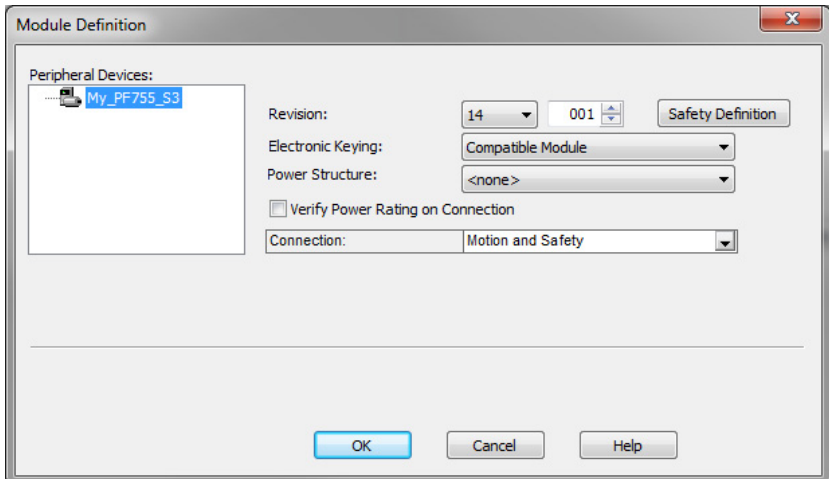 Module Definition
Peripheral Devices:
My_PF755_S3
Revision: 14 001 Safety Definition
Electronic Keying: Compatible Module
Power Structure: <none>
Verify Power Rating on Connection
Connection: Motion and Safety
OK Cancel Help